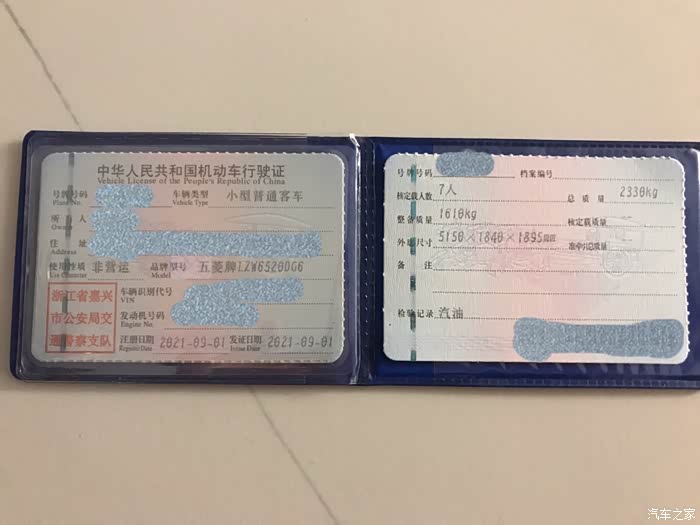 中华人民共和国机动车行驶证
Vehicle License of the People's Republic of China
号牌号码 车辆类型 小型普通客车
Plate No. Vehicle Type
所有人
Owner
住址
Address
使用性质 非营运 品牌型号 五菱牌LZW6520DG6
Use Character Model
浙江省嘉兴
市公安局交
通警察支队
车辆识别代号
VIN
发动机号码
Engine No.
注册日期 2021-09-01 发证日期 2021-09-01
Register Date Issue Date
号牌号码 档案编号
核定载人数 7人 总质量 2330kg
整备质量 1610kg 核定载质量
外廓尺寸 5150×1840×1895mm 准牵引总质量
备注
检验记录 汽油
汽车之家